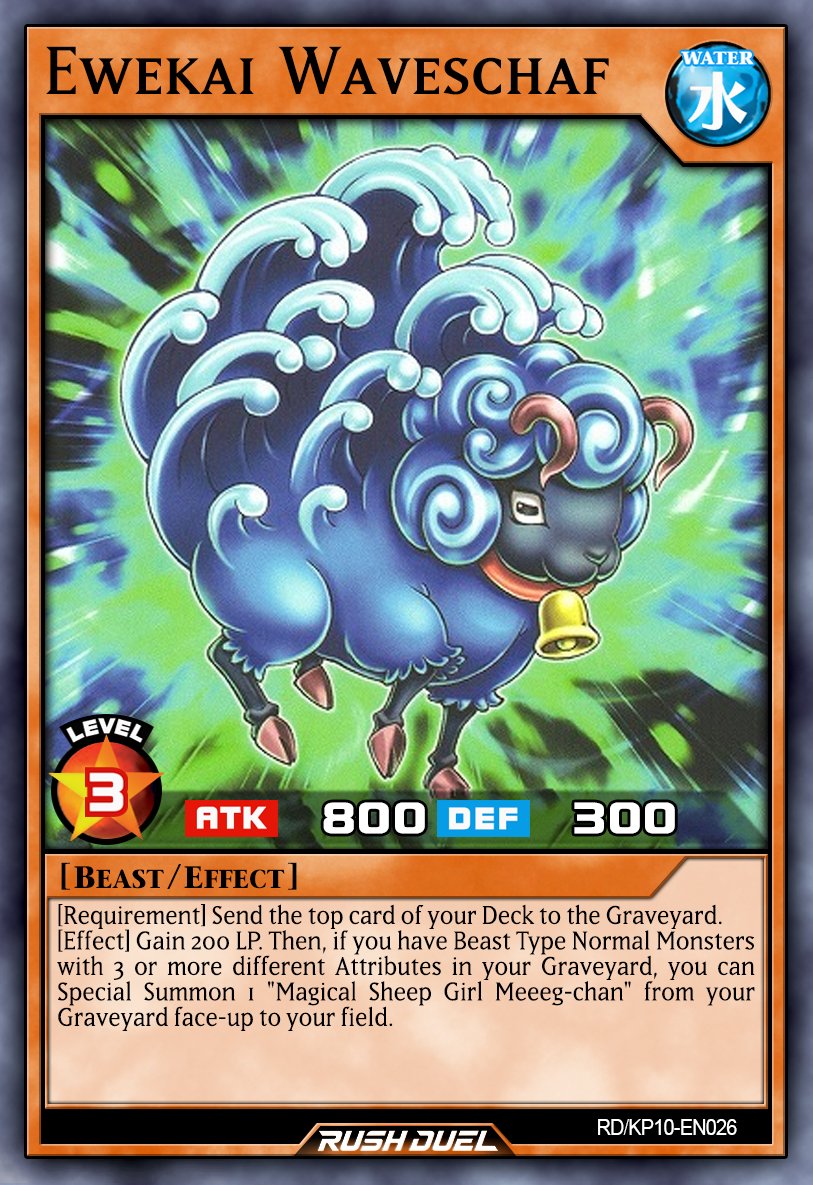 Ewekai Waveschaf
WATER
水
LEVEL
3
ATK 800 DEF 300
[Beast/Effect]
[Requirement] Send the top card of your Deck to the Graveyard.
[Effect] Gain 200 LP. Then, if you have Beast Type Normal Monsters
with 3 or more different Attributes in your Graveyard, you can
Special Summon 1 "Magical Sheep Girl Meeeg-chan" from your
Graveyard face-up to your field.
RD/KP10-EN026
RUSH DUEL